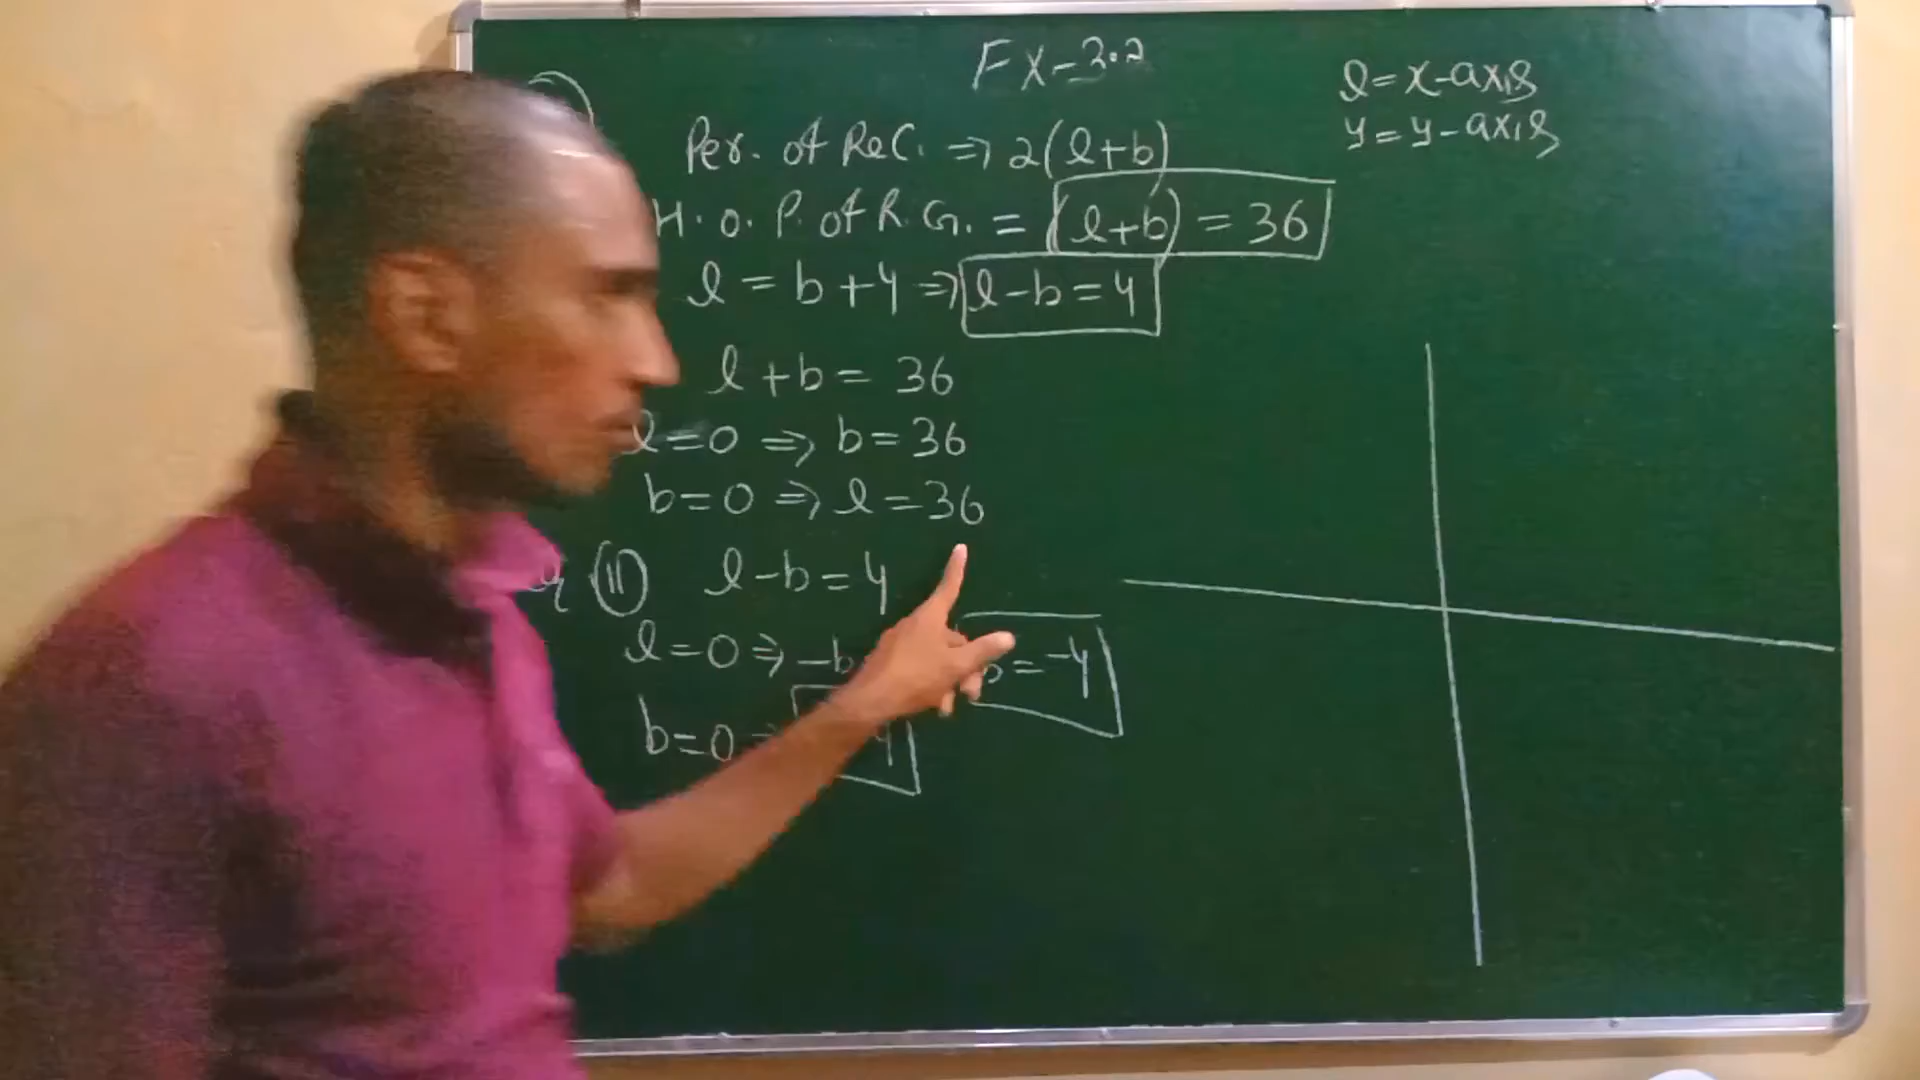 EX-3.2
l=x-axis
y=y-axis
Per. of Rec. ⇒ 2(l+b)
H.o.P. of R.G. = (l+b) = 36
l = b+4 ⇒ l-b=4
l+b= 36
l=0 ⇒ b=36
b=0 ⇒ l=36
(II) l-b=4
l=0 ⇒ -b b=-4
b=0 ⇒ 4